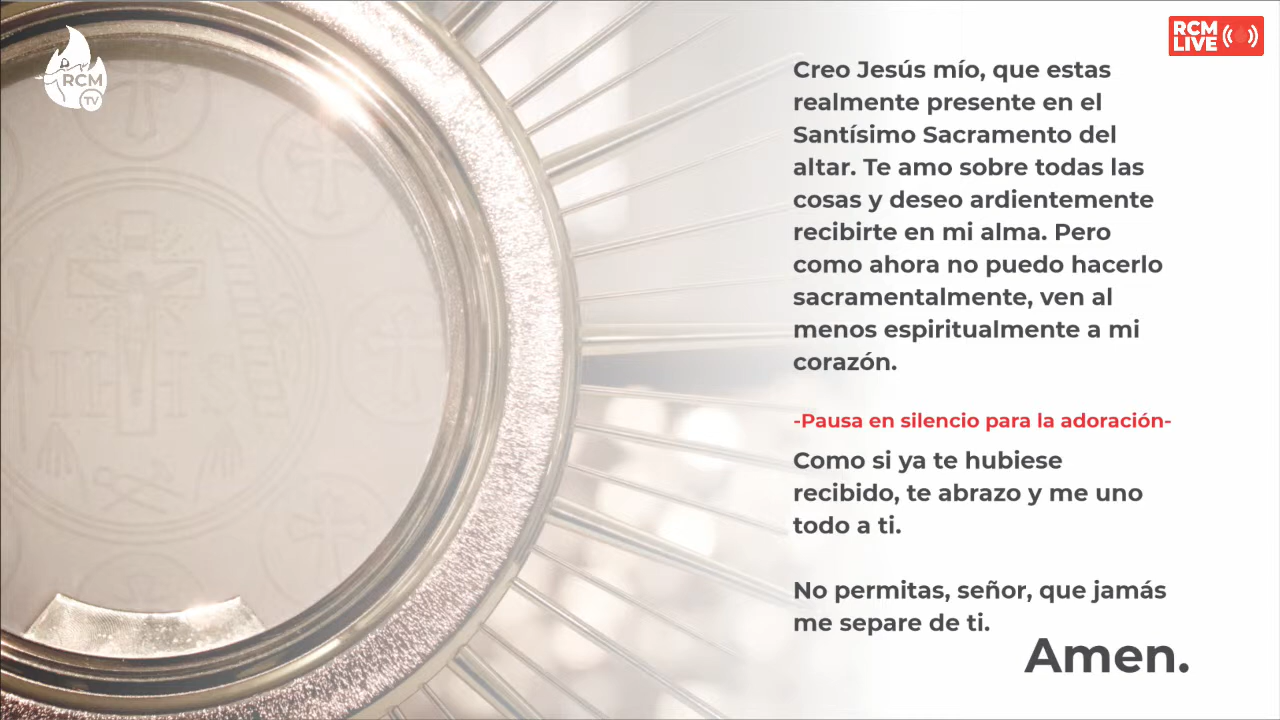 RCM
TV
RCM
LIVE
Creo Jesús mío, que estas
realmente presente en el
Santísimo Sacramento del
altar. Te amo sobre todas las
cosas y deseo ardientemente
recibirte en mi alma. Pero
como ahora no puedo hacerlo
sacramentalmente, ven al
menos espiritualmente a mi
corazón.
-Pausa en silencio para la adoración-
Como si ya te hubiese
recibido, te abrazo y me uno
todo a ti.
No permitas, señor, que jamás
me separe de ti.
Amen.
IHS